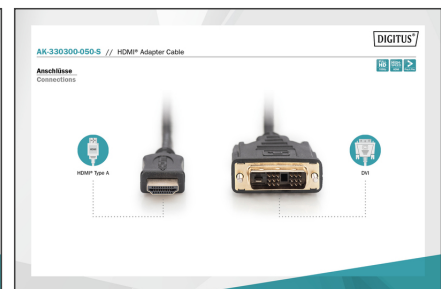 DIGITUS®
AK-330300-050-S // HDMI® Adapter Cable
Anschlüsse
Connections
HDMI® Type A
DVI